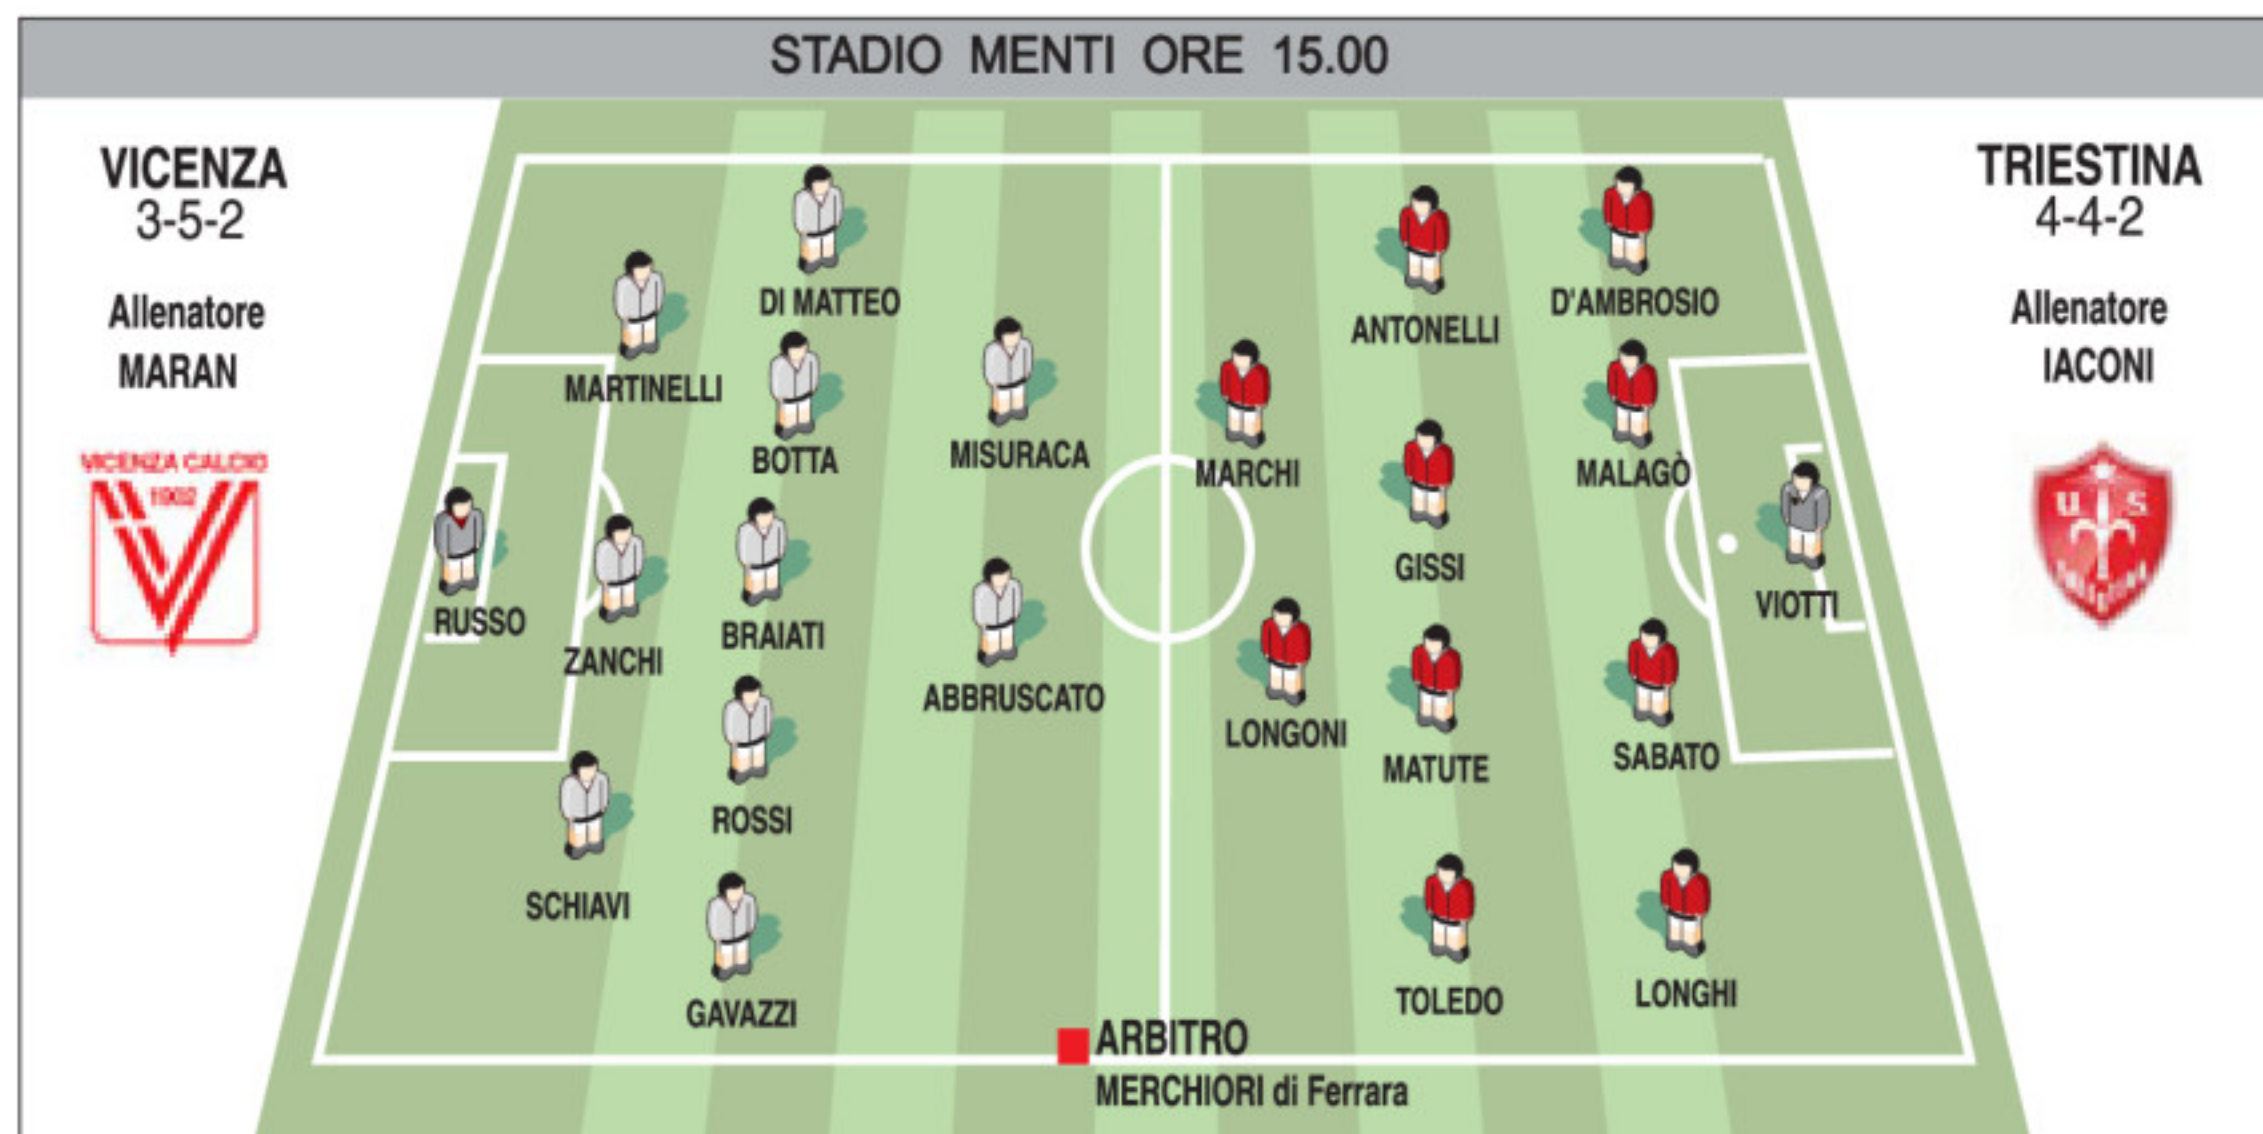 STADIO MENTI ORE 15.00
VICENZA
3-5-2
Allenatore
MARAN
VICENZA CALCIO
1902
TRIESTINA
4-4-2
Allenatore
IACONI
U S
DI MATTEO
MARTINELLI
BOTTA
MISURACA
RUSSO
ZANCHI
BRAIATI
ABBRUSCATO
ROSSI
SCHIAVI
GAVAZZI
ANTONELLI
D'AMBROSIO
MARCHI
MALAGÒ
GISSI
VIOTTI
LONGONI
MATUTE
SABATO
TOLEDO
LONGHI
ARBITRO
MERCHIORI di Ferrara